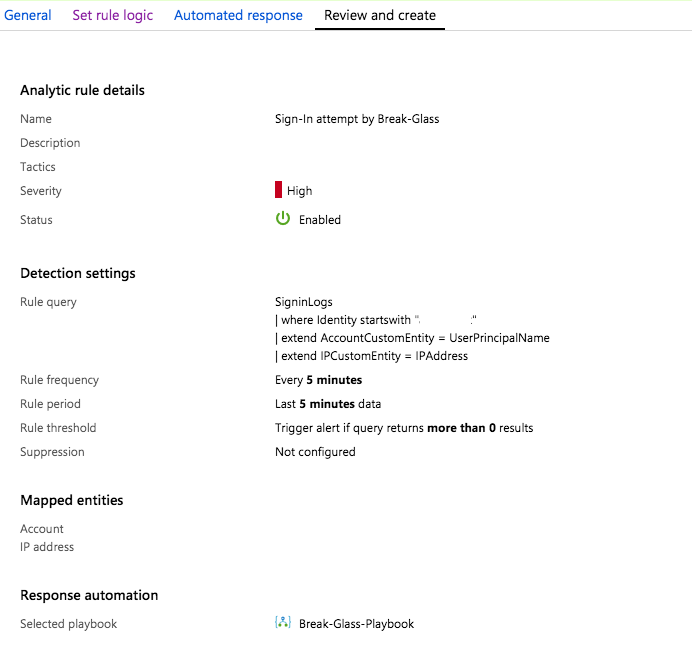 General Set rule logic Automated response Review and create
Analytic rule details
Name Sign-In attempt by Break-Glass
Description
Tactics
Severity High
Status Enabled
Detection settings
Rule query SigninLogs
| where Identity startswith " "
| extend AccountCustomEntity = UserPrincipalName
| extend IPCustomEntity = IPAddress
Rule frequency Every 5 minutes
Rule period Last 5 minutes data
Rule threshold Trigger alert if query returns more than 0 results
Suppression Not configured
Mapped entities
Account
IP address
Response automation
Selected playbook Break-Glass-Playbook